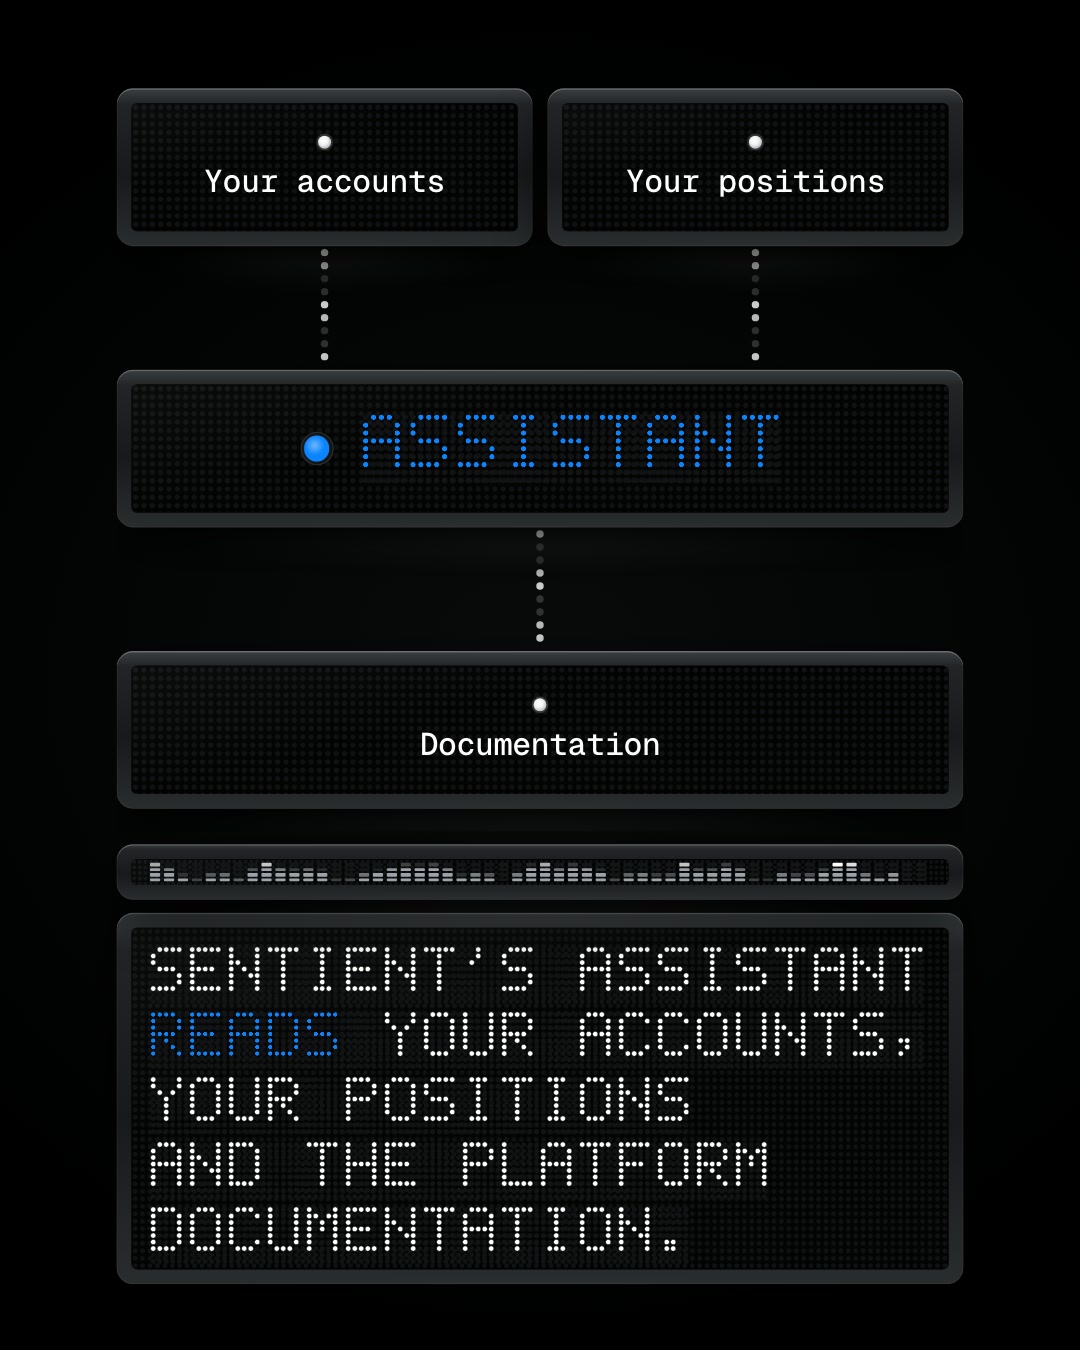 Your accounts
Your positions
ASSISTANT
Documentation
SENTIENT'S ASSISTANT
READS YOUR ACCOUNTS,
YOUR POSITIONS
AND THE PLATFORM
DOCUMENTATION.